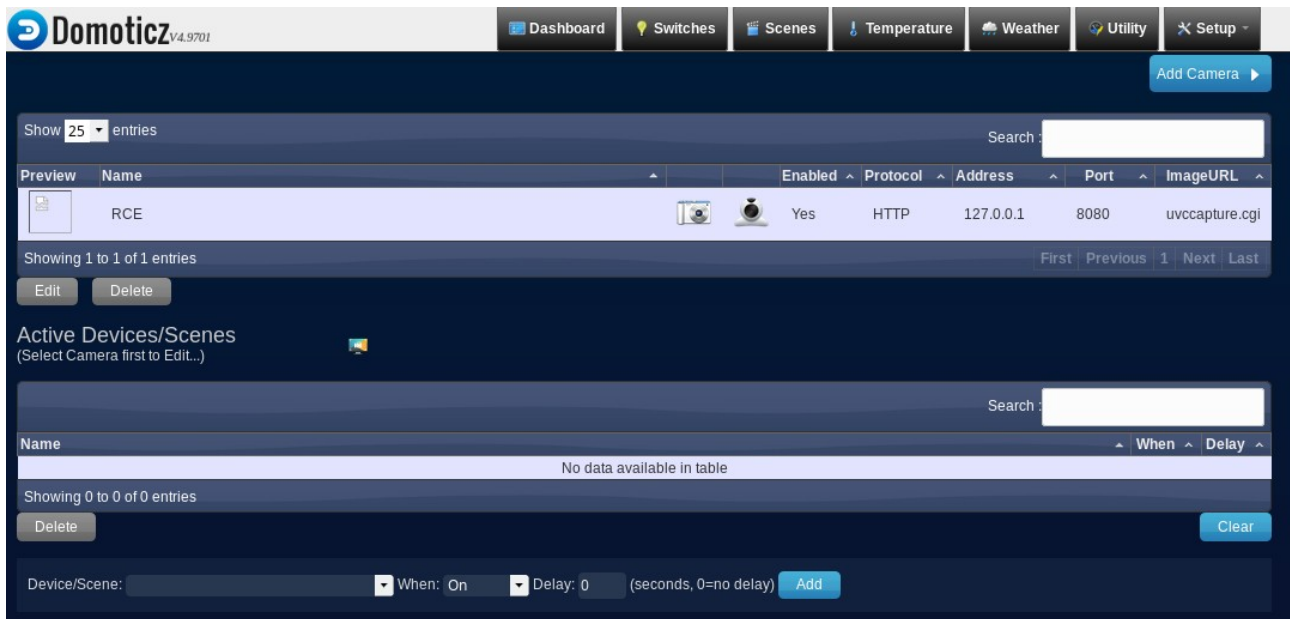 Domoticz V4.9701 Dashboard Switches Scenes Temperature Weather Utility Setup
Add Camera
Show 25 entries Search :
Preview Name Enabled Protocol Address Port ImageURL
RCE Yes HTTP 127.0.0.1 8080 uvccapture.cgi
Showing 1 to 1 of 1 entries First Previous 1 Next Last
Edit Delete
Active Devices/Scenes
(Select Camera first to Edit...)
Search :
Name When Delay
No data available in table
Showing 0 to 0 of 0 entries
Delete Clear
Device/Scene: When: On Delay: 0 (seconds, 0=no delay) Add